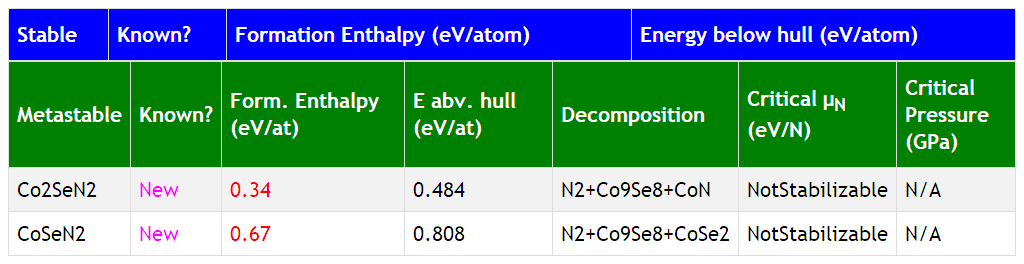 Stable Known? Formation Enthalpy (eV/atom) Energy below hull (eV/atom)
Metastable Known? Form. Enthalpy (eV/at) E abv. hull (eV/at) Decomposition Critical μN (eV/N) Critical Pressure (GPa)
Co2SeN2 New 0.34 0.484 N2+Co9Se8+CoN NotStabilizable N/A
CoSeN2 New 0.67 0.808 N2+Co9Se8+CoSe2 NotStabilizable N/A